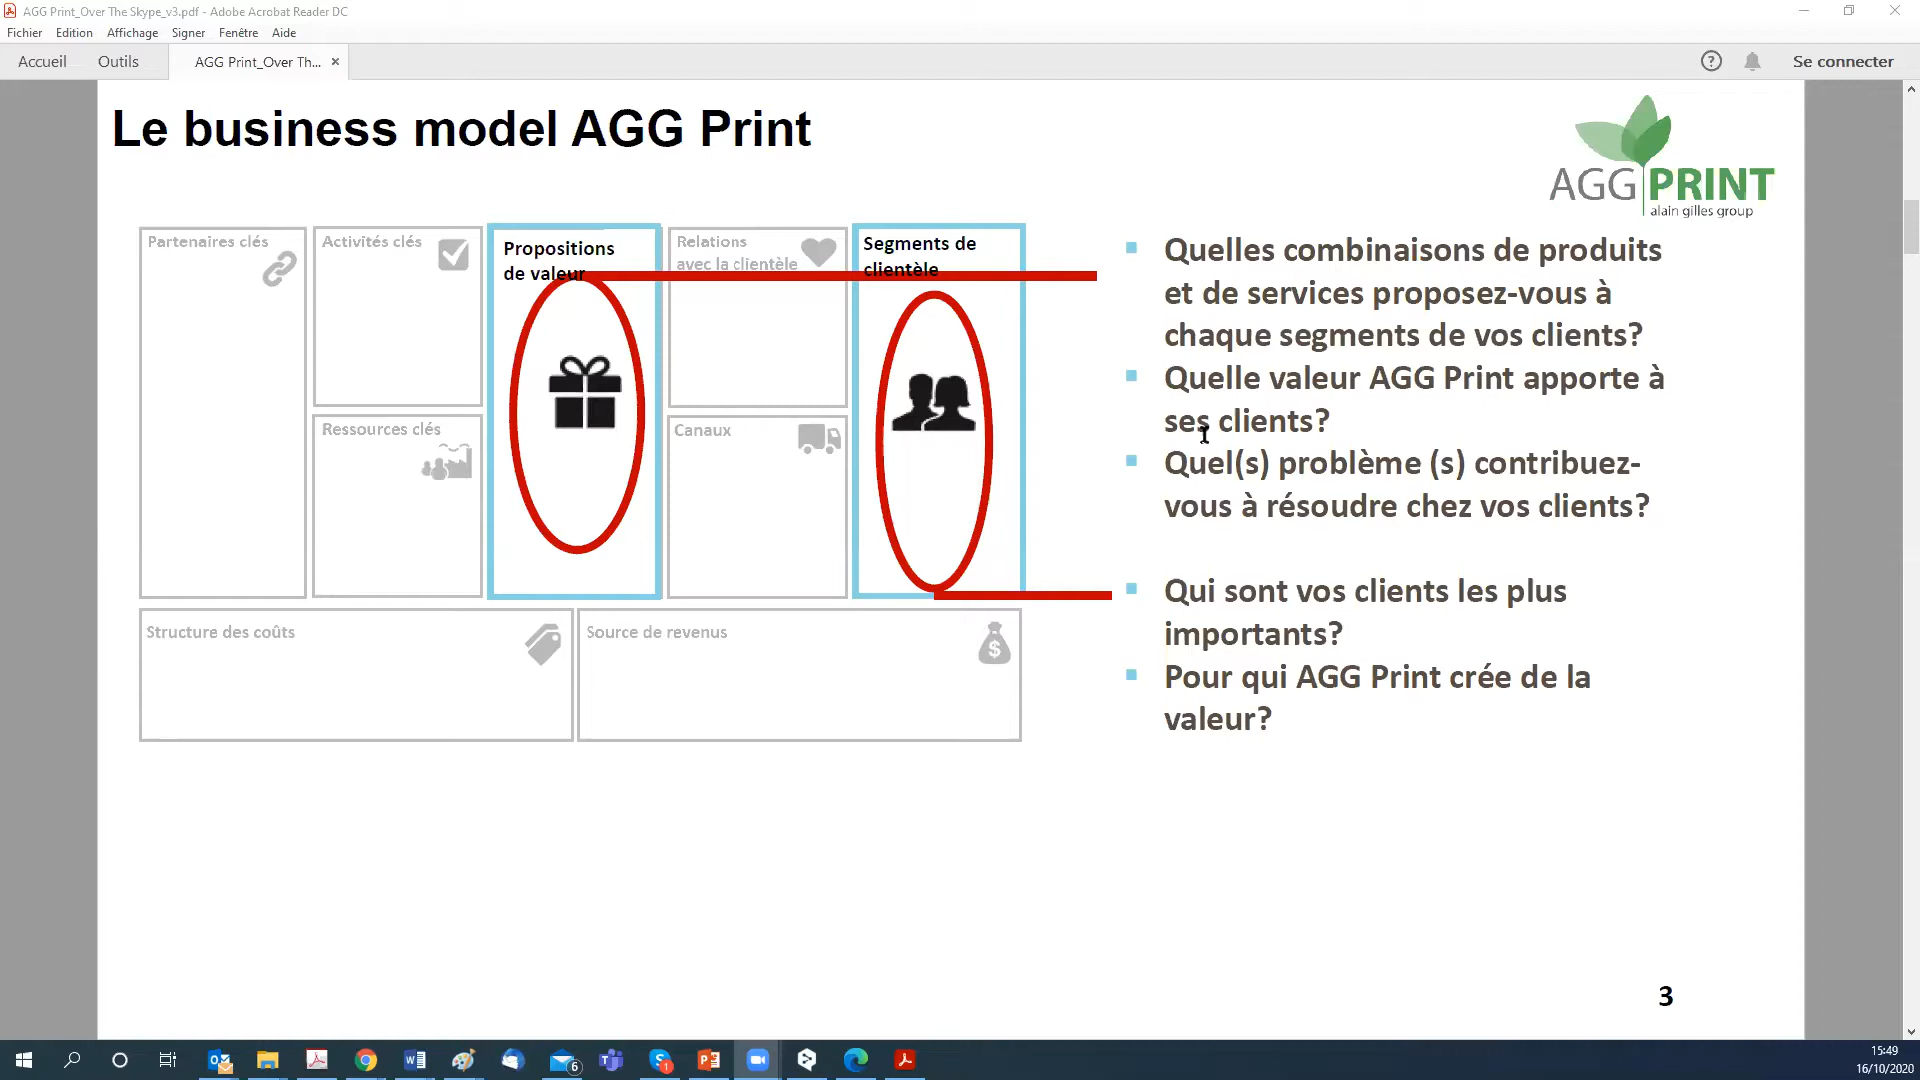 AGG Print_Over The Skype_v3.pdf - Adobe Acrobat Reader DC
Fichier Edition Affichage Signer Fenêtre Aide
Accueil Outils AGG Print_Over Th... × ? Se connecter
Le business model AGG Print
AGG PRINT
alain gilles group
Partenaires clés
Activités clés
Ressources clés
Propositions
de valeur
Relations
avec la clientèle
Canaux
Segments de
clientèle
Structure des coûts
Source de revenus
$
Quelles combinaisons de produits
et de services proposez-vous à
chaque segments de vos clients?
Quelle valeur AGG Print apporte à
ses clients?
Quel(s) problème (s) contribuez-
vous à résoudre chez vos clients?
Qui sont vos clients les plus
importants?
Pour qui AGG Print crée de la
valeur?
3
6
1
15:49
16/10/2020